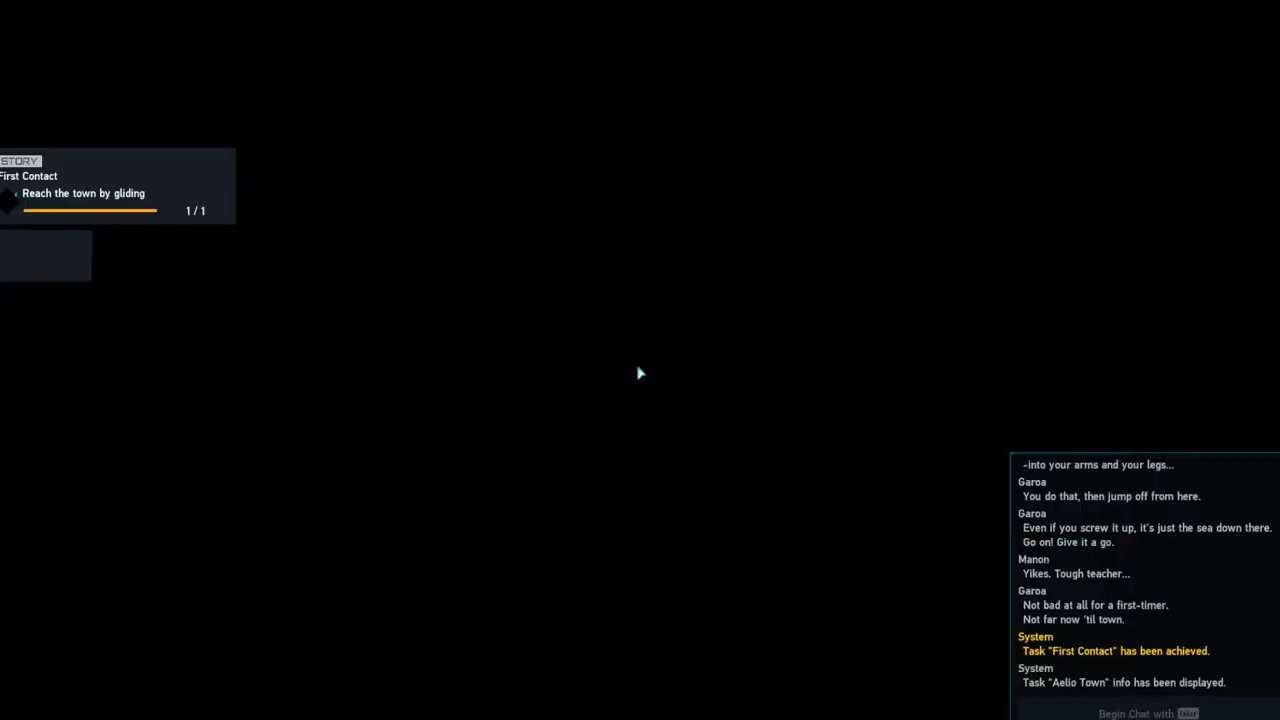 STORY
First Contact
Reach the town by gliding
1 / 1
-into your arms and your legs...
Garoa
You do that, then jump off from here.
Garoa
Even if you screw it up, it's just the sea down there.
Go on! Give it a go.
Manon
Yikes. Tough teacher...
Garoa
Not bad at all for a first-timer.
Not far now 'til town.
System
Task "First Contact" has been achieved.
System
Task "Aelio Town" info has been displayed.
Begin Chat with Enter